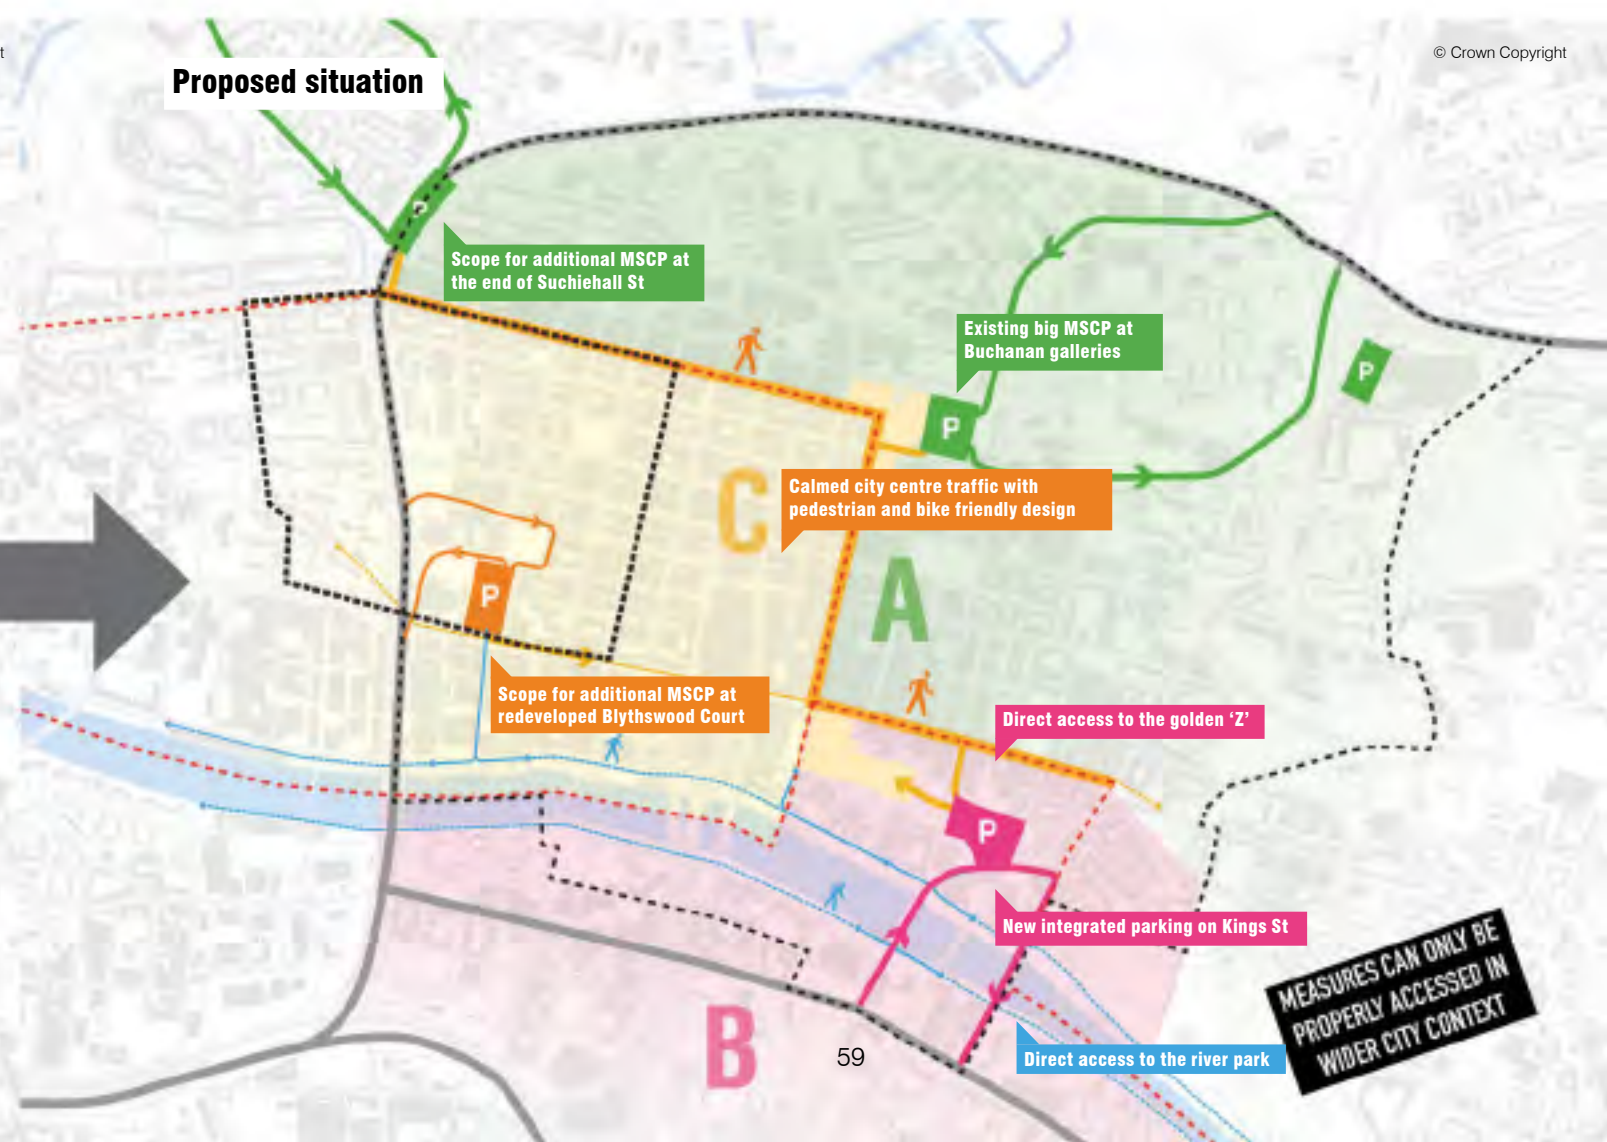 t
© Crown Copyright
Proposed situation
P
Scope for additional MSCP at
the end of Suchiehall St
Existing big MSCP at
Buchanan galleries
P
P
C
Calmed city centre traffic with
pedestrian and bike friendly design
A
P
Scope for additional MSCP at
redeveloped Blythswood Court
Direct access to the golden ‘Z’
P
New integrated parking on Kings St
MEASURES CAN ONLY BE
PROPERLY ACCESSED IN
WIDER CITY CONTEXT
B
59
Direct access to the river park